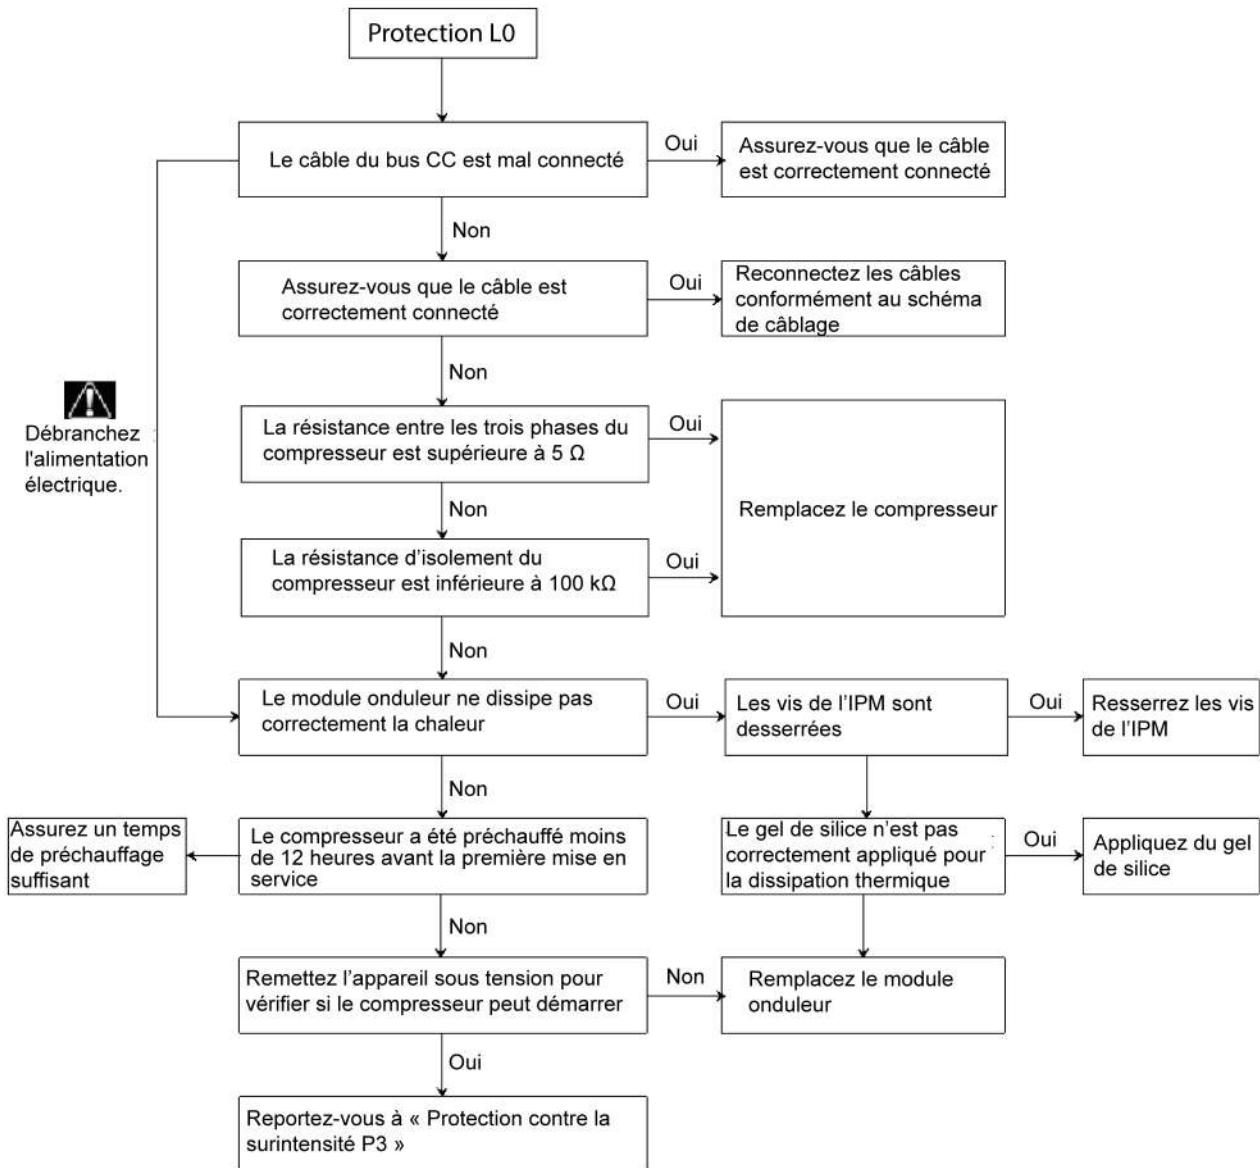 Protection L0
Le câble du bus CC est mal connecté
Oui
Assurez-vous que le câble
est correctement connecté
Non
Assurez-vous que le câble est
correctement connecté
Oui
Reconnectez les câbles
conformément au schéma
de câblage
Non
Débranchez
l'alimentation
électrique.
La résistance entre les trois phases du
compresseur est supérieure à 5 Ω
Oui
Remplacez le compresseur
Non
La résistance d’isolement du
compresseur est inférieure à 100 kΩ
Oui
Non
Le module onduleur ne dissipe pas
correctement la chaleur
Oui
Les vis de l’IPM sont
desserrées
Oui
Resserrez les vis
de l’IPM
Non
Assurez un temps
de préchauffage
suffisant
Le compresseur a été préchauffé moins
de 12 heures avant la première mise en
service
Le gel de silice n’est pas
correctement appliqué pour
la dissipation thermique
Oui
Appliquez du gel
de silice
Non
Remettez l’appareil sous tension pour
vérifier si le compresseur peut démarrer
Non
Remplacez le module
onduleur
Oui
Reportez-vous à « Protection contre la
surintensité P3 »